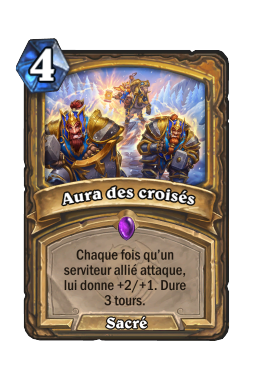 4
Aura des croisés
Chaque fois qu'un
serviteur allié attaque,
lui donne +2/+1. Dure
3 tours.
Sacré